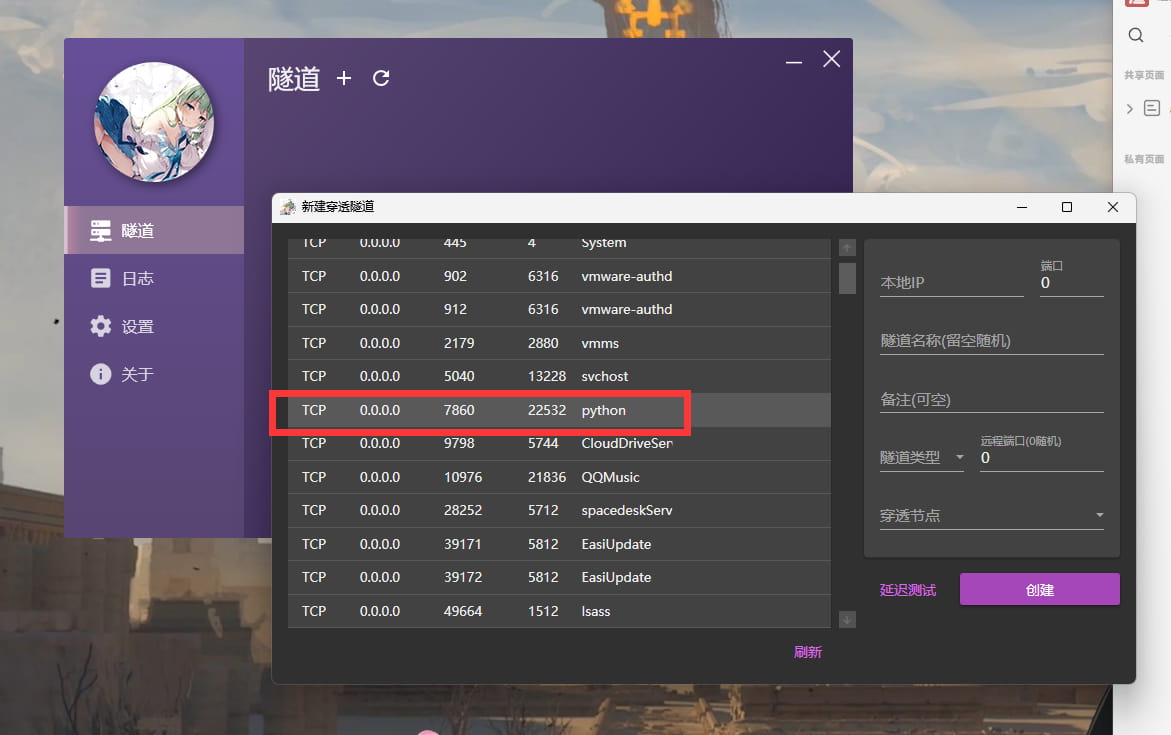 隧道
隧道
日志
设置
关于
共享页面
私有页面
新建穿透隧道
TCP 0.0.0.0 445 4 System
TCP 0.0.0.0 902 6316 vmware-authd
TCP 0.0.0.0 912 6316 vmware-authd
TCP 0.0.0.0 2179 2880 vmms
TCP 0.0.0.0 5040 13228 svchost
TCP 0.0.0.0 7860 22532 python
TCP 0.0.0.0 9798 5744 CloudDriveSer
TCP 0.0.0.0 10976 21836 QQMusic
TCP 0.0.0.0 28252 5712 spacedeskServ
TCP 0.0.0.0 39171 5812 EasiUpdate
TCP 0.0.0.0 39172 5812 EasiUpdate
TCP 0.0.0.0 49664 1512 lsass
刷新
端口
本地IP 0
隧道名称(留空随机)
备注(可空)
远程端口(0随机)
隧道类型 0
穿透节点
延迟测试 创建